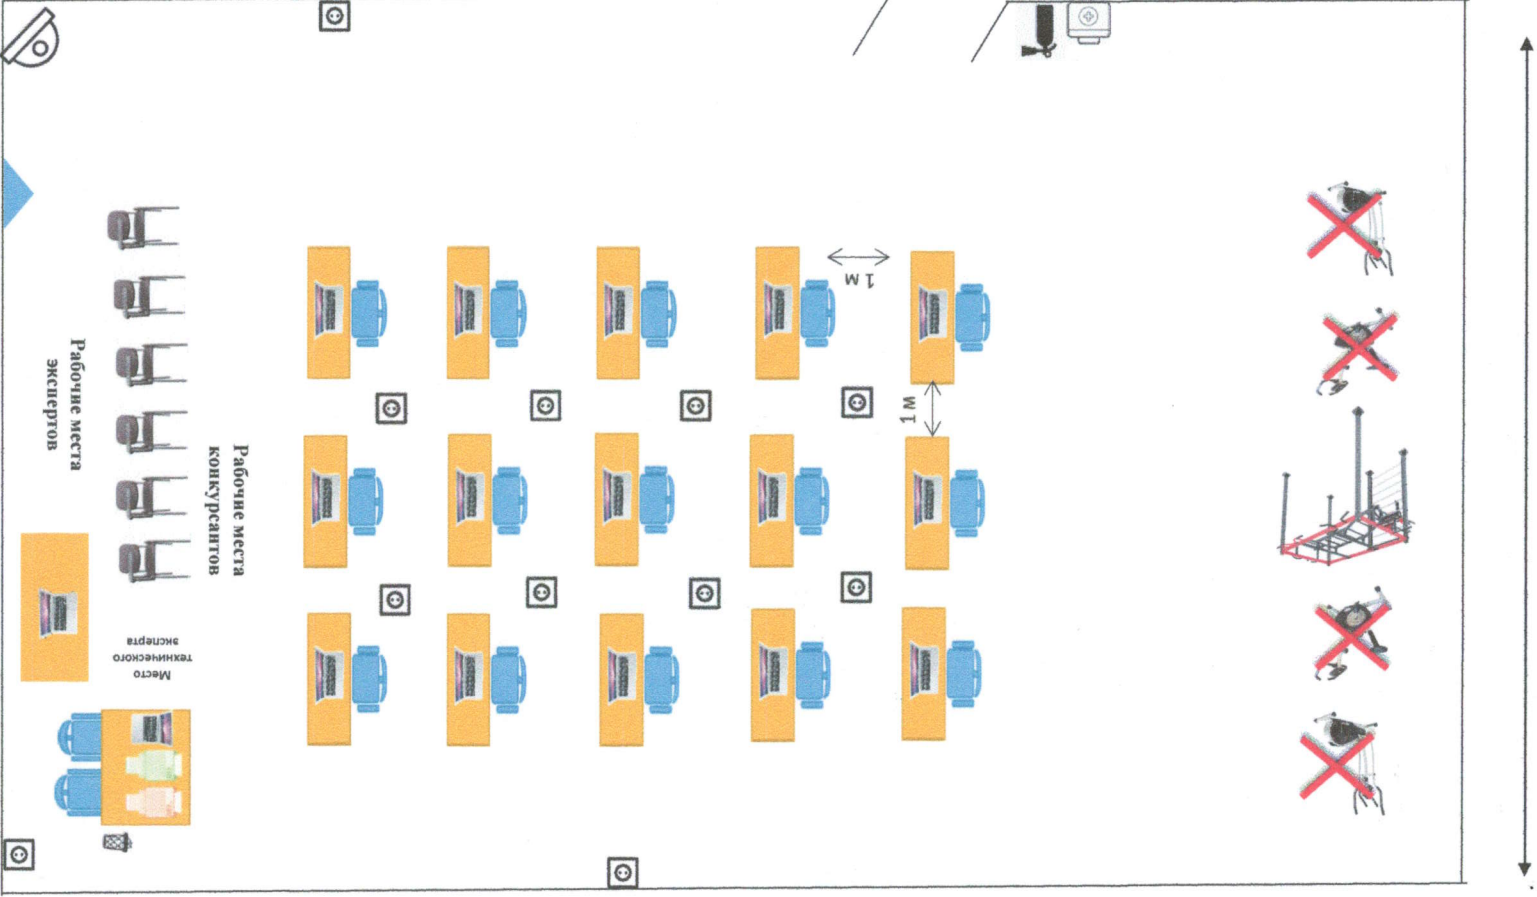 Рабочие места
экспертов
Рабочие места
конкурсантов
Место
технического
эксперта
1 м
1 м